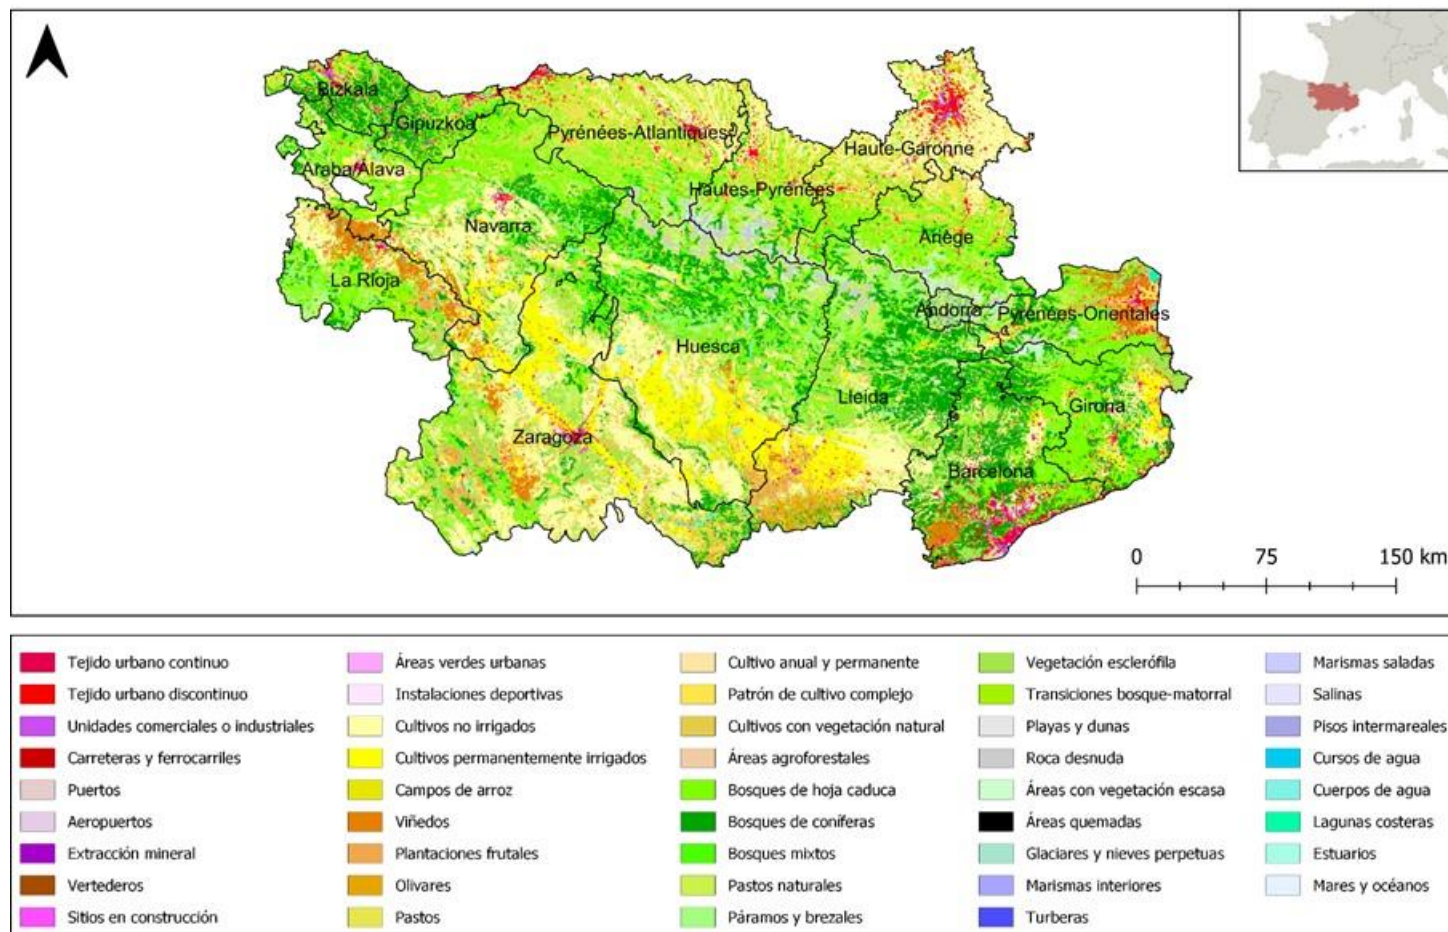 Bizkaia
Gipuzkoa
Araba/Álava
Pyrénées-Atlantiques
Haute-Garonne
Hautes-Pyrénées
Navarra
Ariège
La Rioja
Andorra
Pyrénées-Orientales
Huesca
Lleida
Girona
Zaragoza
Barcelona
0 75 150 km
Tejido urbano continuo
Tejido urbano discontinuo
Unidades comerciales o industriales
Carreteras y ferrocarriles
Puertos
Aeropuertos
Extracción mineral
Vertederos
Sitios en construcción
Áreas verdes urbanas
Instalaciones deportivas
Cultivos no irrigados
Cultivos permanentemente irrigados
Campos de arroz
Viñedos
Plantaciones frutales
Olivares
Pastos
Cultivo anual y permanente
Patrón de cultivo complejo
Cultivos con vegetación natural
Áreas agroforestales
Bosques de hoja caduca
Bosques de coníferas
Bosques mixtos
Pastos naturales
Páramos y brezales
Vegetación esclerófila
Transiciones bosque-matorral
Playas y dunas
Roca desnuda
Áreas con vegetación escasa
Áreas quemadas
Glaciares y nieves perpetuas
Marismas interiores
Turberas
Marismas saladas
Salinas
Pisos intermareales
Cursos de agua
Cuerpos de agua
Lagunas costeras
Estuarios
Mares y océanos